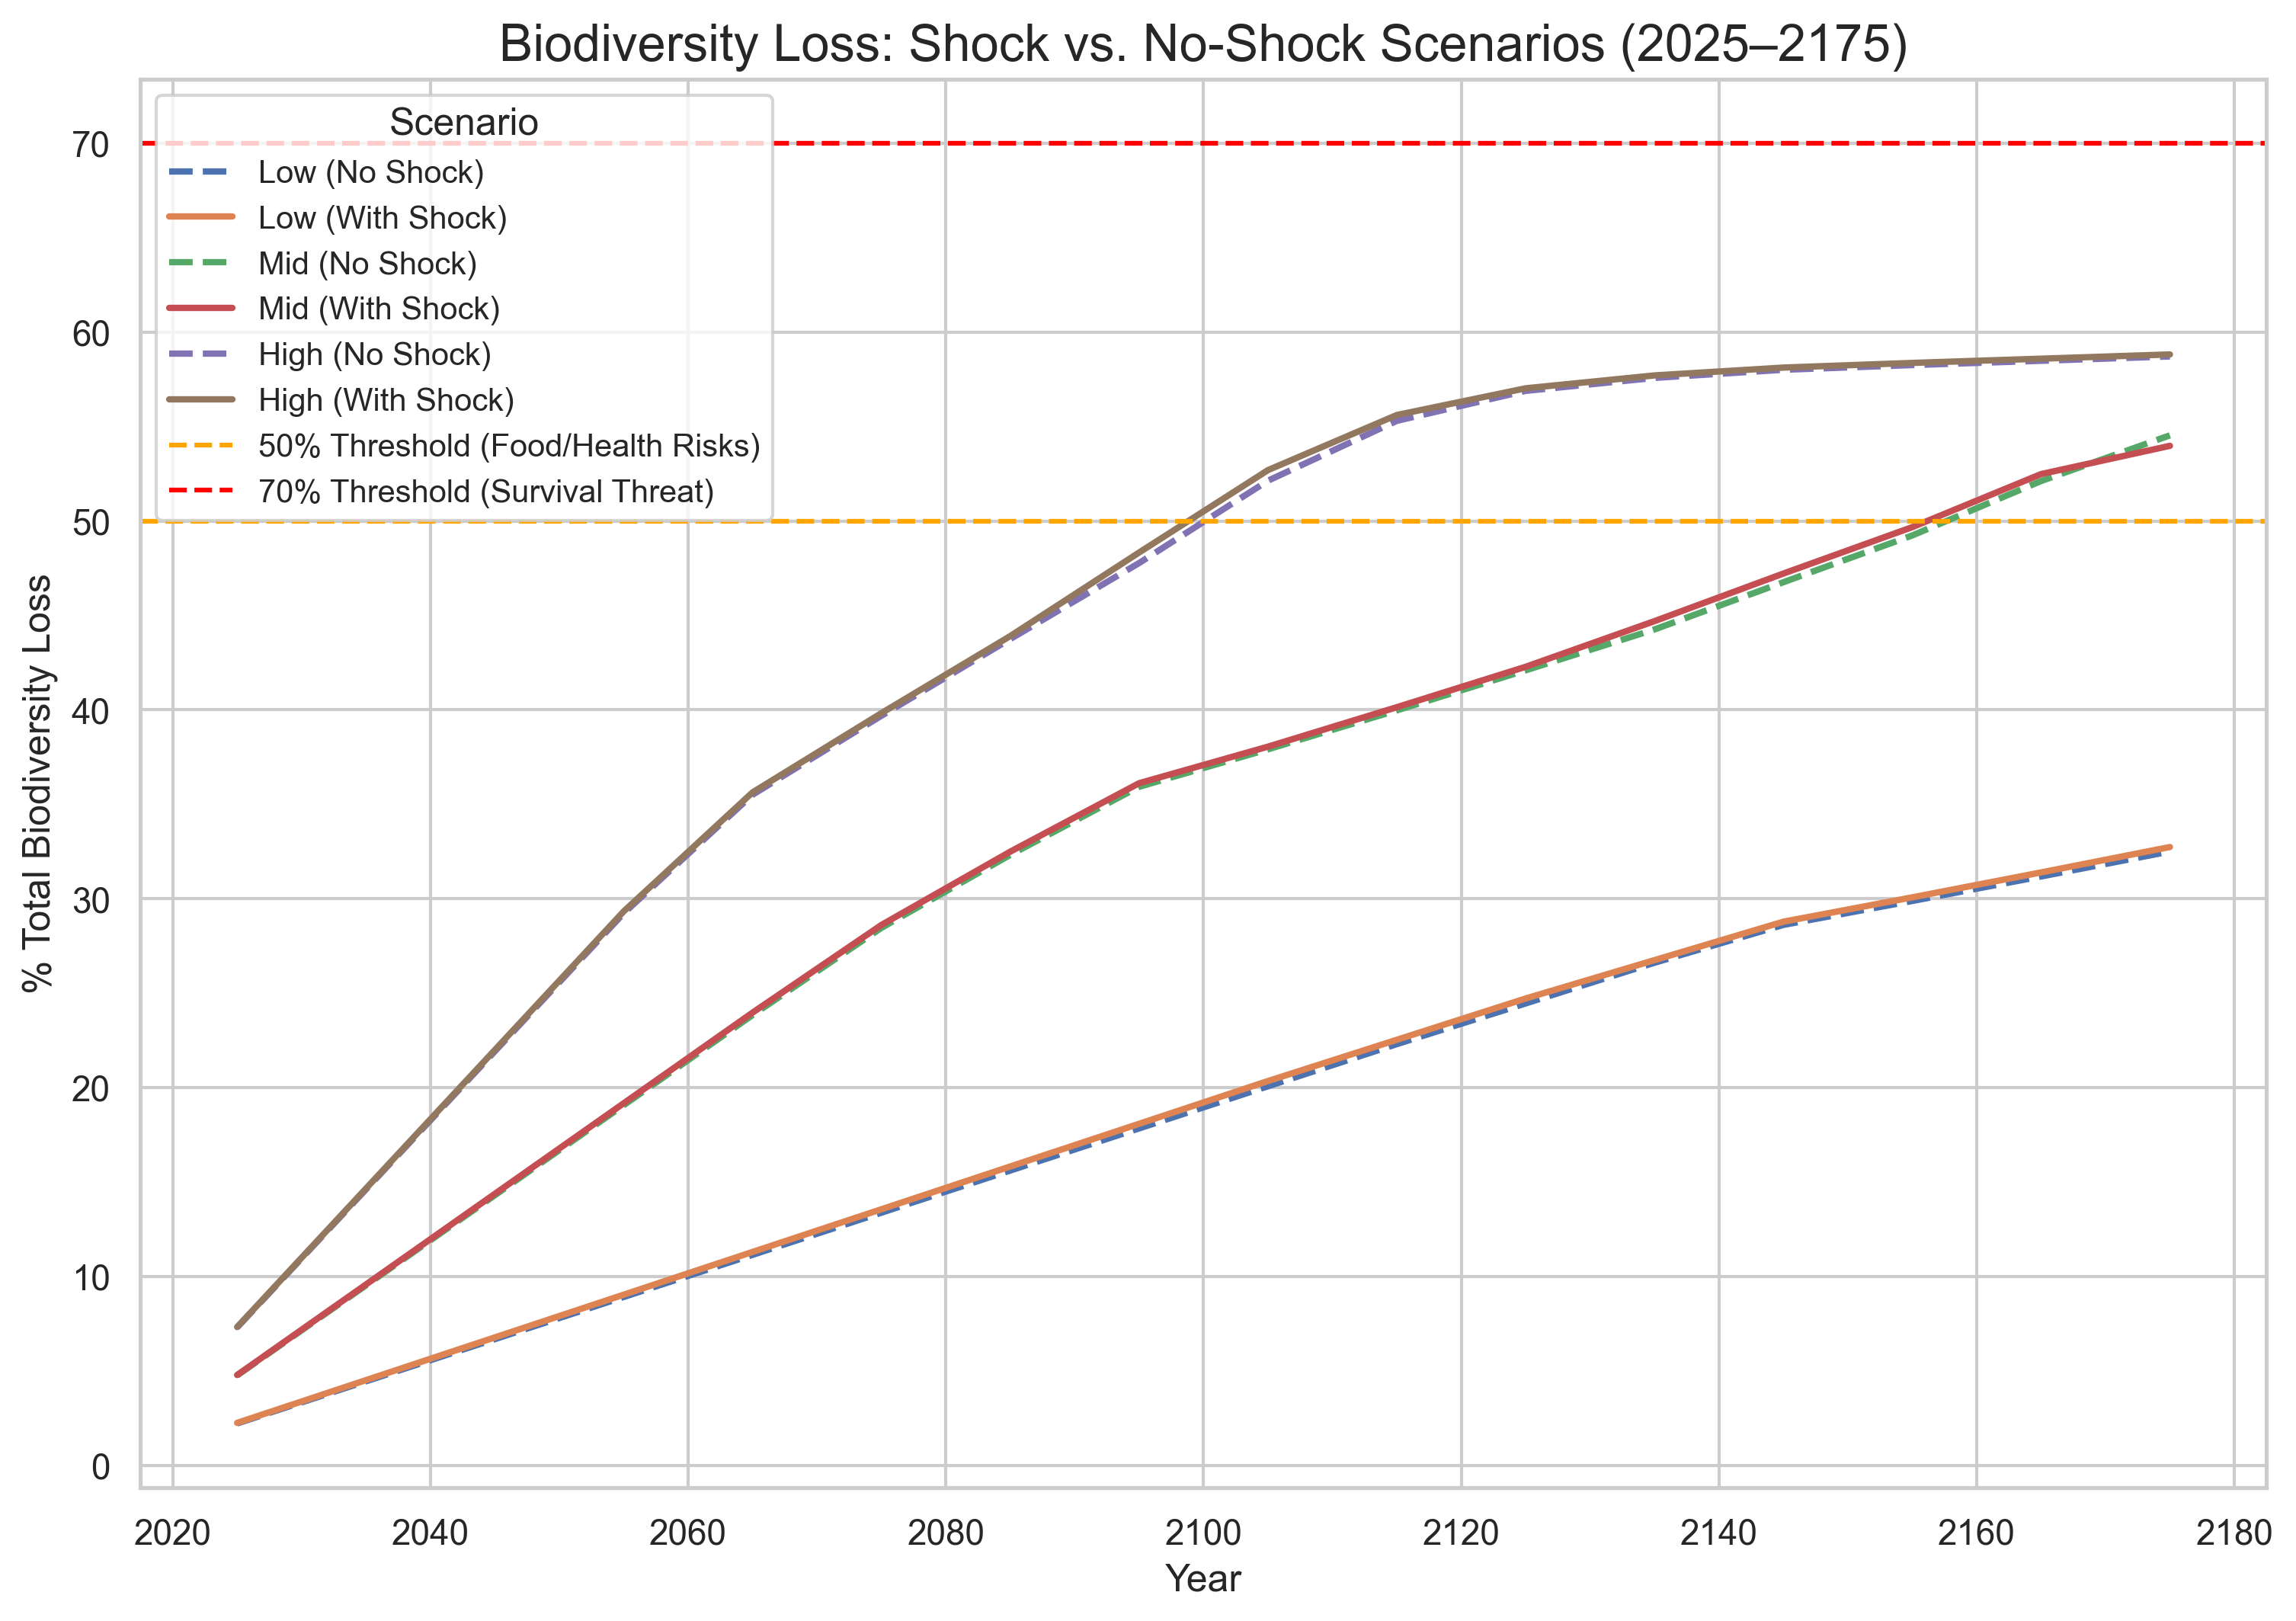 Biodiversity Loss: Shock vs. No-Shock Scenarios (2025–2175)
Scenario
Low (No Shock)
Low (With Shock)
Mid (No Shock)
Mid (With Shock)
High (No Shock)
High (With Shock)
50% Threshold (Food/Health Risks)
70% Threshold (Survival Threat)
% Total Biodiversity Loss
70
60
50
40
30
20
10
0
2020 2040 2060 2080 2100 2120 2140 2160 2180
Year